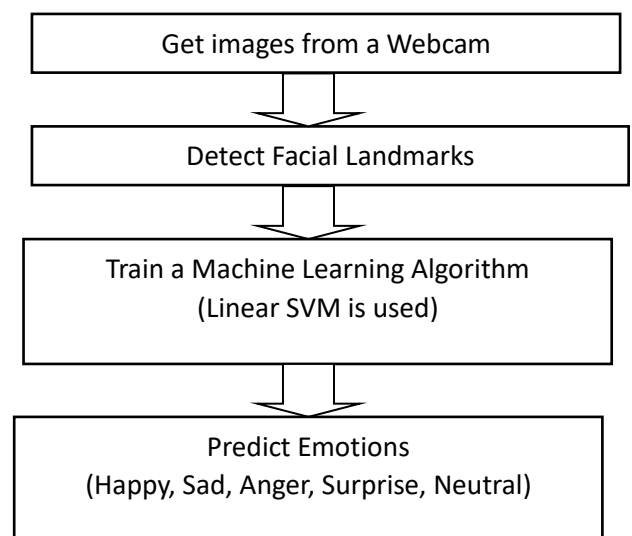 Get images from a Webcam
Detect Facial Landmarks
Train a Machine Learning Algorithm
(Linear SVM is used)
Predict Emotions
(Happy, Sad, Anger, Surprise, Neutral)